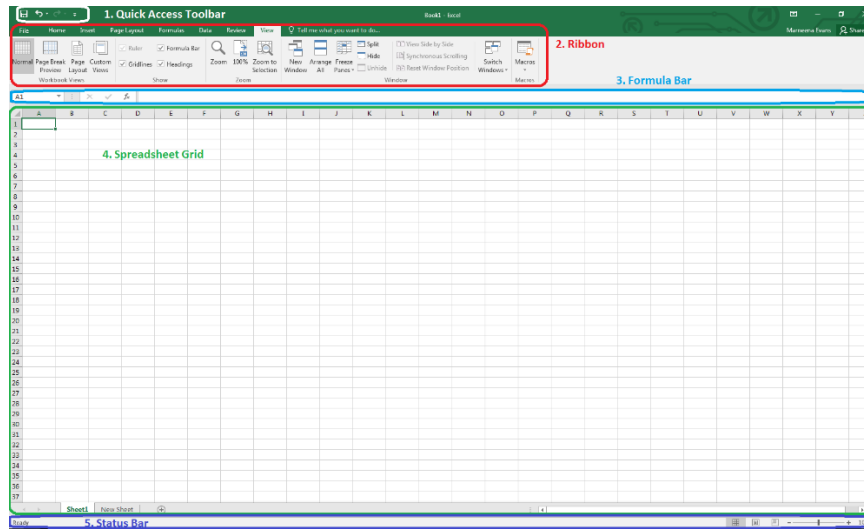 1. Quick Access Toolbar
Book1 - Excel
File Home Insert Page Layout Formulas Data Review View Tell me what you want to do...
Share
2. Ribbon
Normal Page Break Preview Page Layout Custom Views
Ruler Formula Bar
Gridlines Headings
Zoom 100% Zoom to Selection
New Window Arrange All Freeze Panes
Split
Hide
Unhide
View Side by Side
Synchronous Scrolling
Reset Window Position
Switch Windows
Macros
Workbook Views Show Zoom Window Macros
3. Formula Bar
A1 fx
A B C D E F G H I J K L M N O P Q R S T U V W X Y
1
2
3
4 4. Spreadsheet Grid
5
6
7
8
9
10
11
12
13
14
15
16
17
18
19
20
21
22
23
24
25
26
27
28
29
30
31
32
33
34
35
36
37
Sheet1 New Sheet
Ready 5. Status Bar